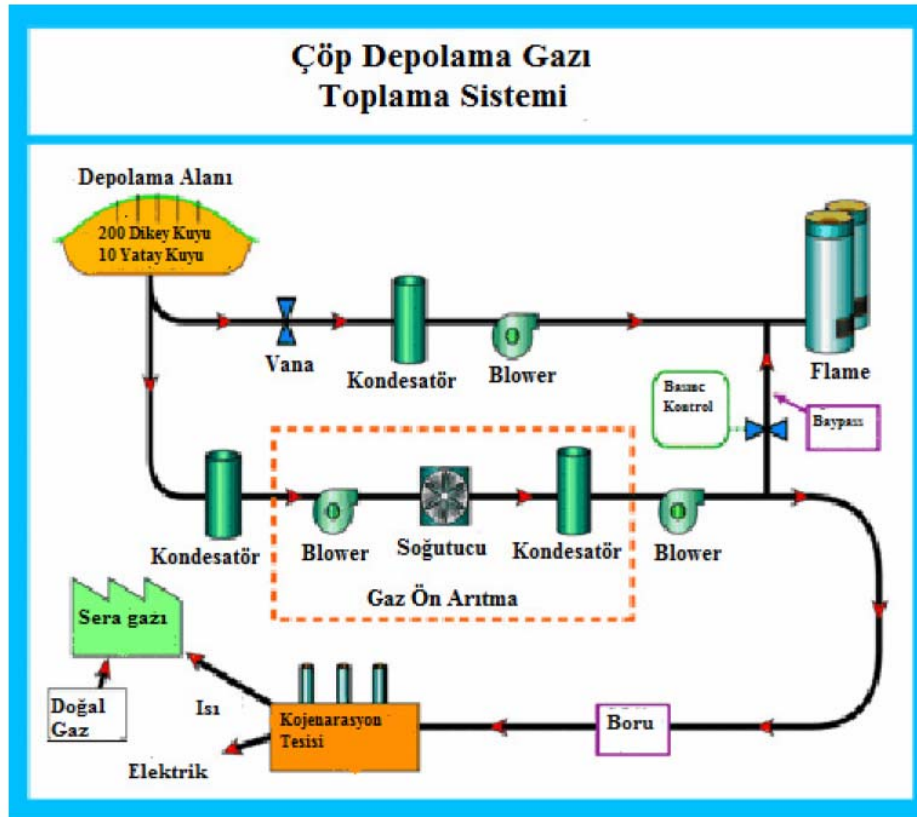 Çöp Depolama Gazı
Toplama Sistemi
Depolama Alanı
200 Dikey Kuyu
10 Yatay Kuyu
Vana
Kondesatör
Blower
Flame
Basınc
Kontrol
Baypass
Kondesatör
Blower
Soğutucu
Kondesatör
Blower
Gaz Ön Arıtma
Sera gazı
Doğal
Gaz
Isı
Elektrik
Kojenarasyon
Tesisi
Boru